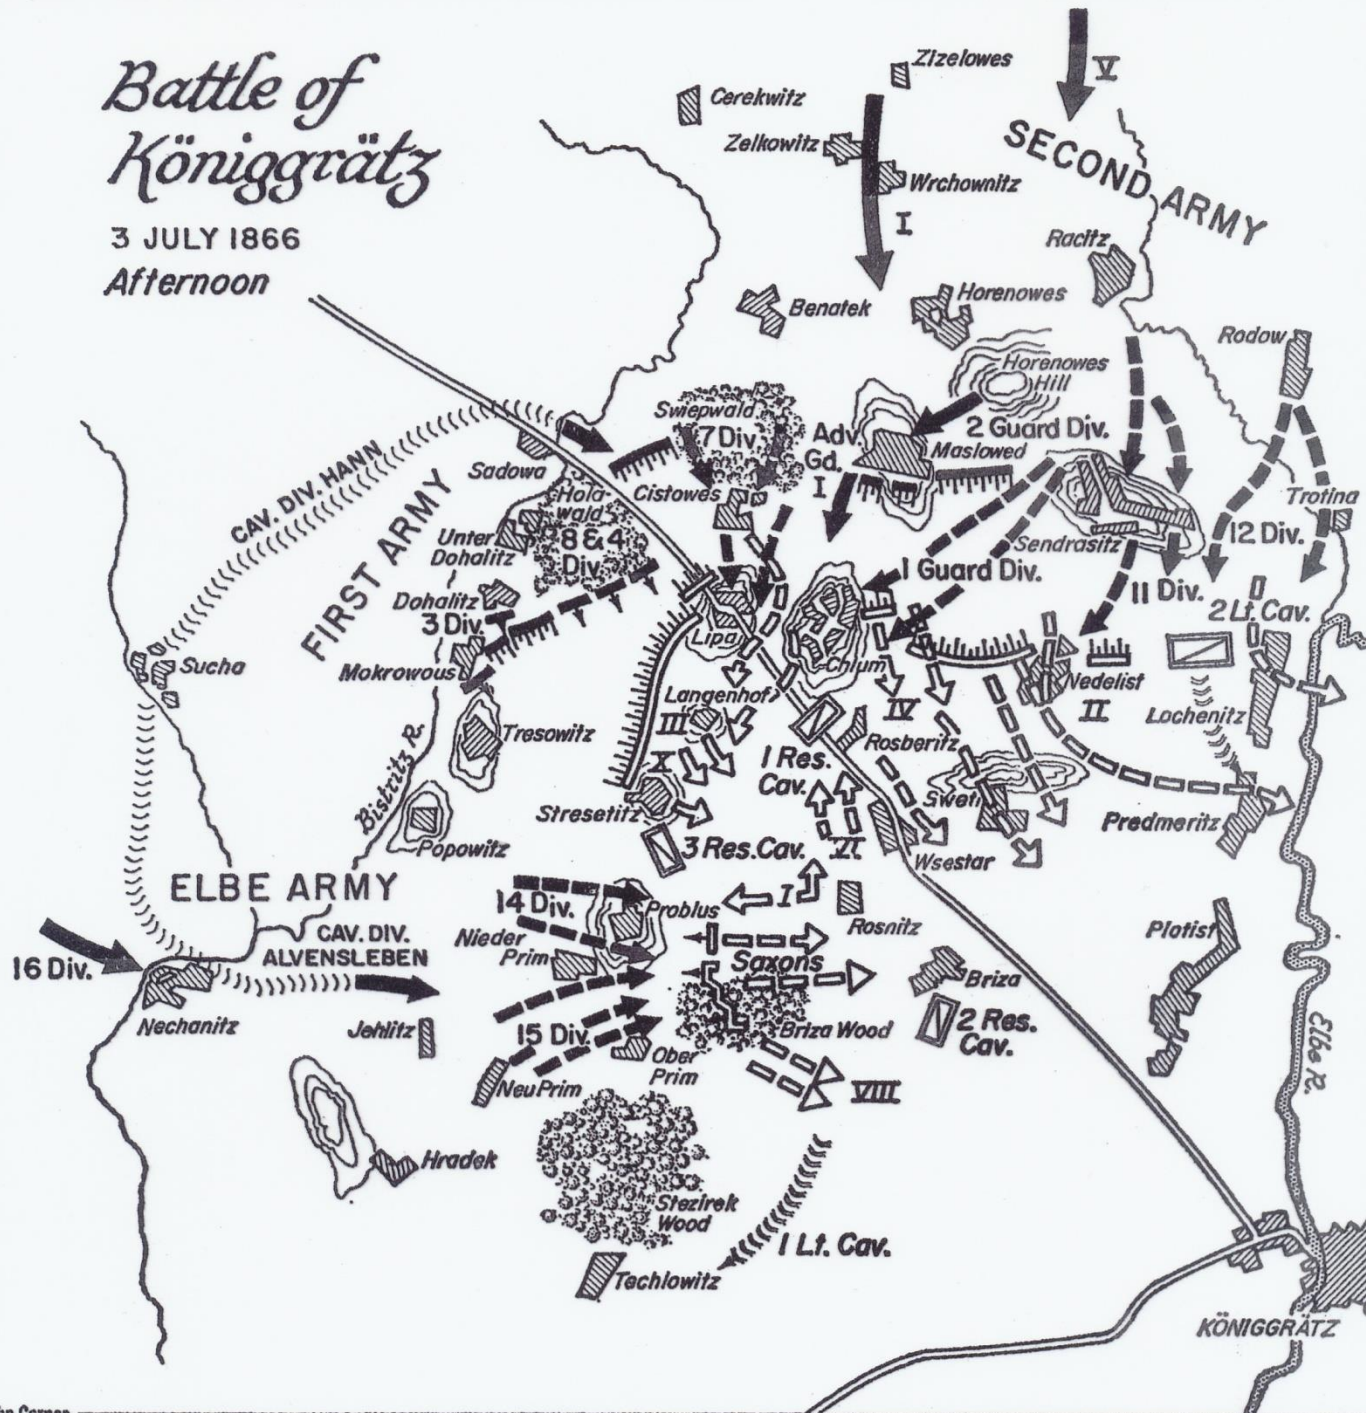 Battle of
Königgrätz
3 JULY 1866
Afternoon
Zizelowes
V
Cerekwitz
SECOND ARMY
Zelkowitz
Wrchownitz
I
Racitz
Benatek
Horenowes
Rodow
Horenowes
Hill
Swiepwald
7 Div.
Adv.
Gd.
I
2 Guard Div.
Maslowed
CAV. DIV. HANN
Sadowa
Hola
wald
Cistowes
Trotina
FIRST ARMY
Unter
Dohalitz
8 & 4
Div.
Sendrasitz
12 Div.
1 Guard Div.
11 Div.
Dohalitz
3 Div.
2 Lt. Cav.
Lipa
Chlum
Sucha
Mokrowous
Langenhof
Nedelist
III
IV
II
Lochenitz
Tresowitz
Rosberitz
X
1 Res.
Cav.
Bistritz R.
Sweti
Stresetitz
Predmeritz
Popowitz
3 Res. Cav.
VI
Wsestar
ELBE ARMY
14 Div.
I
Problus
Rosnitz
Plotist
CAV. DIV.
ALVENSLEBEN
Nieder
Prim
16 Div.
Saxons
Briza
Nechanitz
Jehlitz
15 Div.
Briza Wood
2 Res.
Cav.
Ober
Prim
Elbe R.
Neu Prim
VIII
Hradek
Stezirek
Wood
1 Lt. Cav.
Techlowitz
KÖNIGGRÄTZ